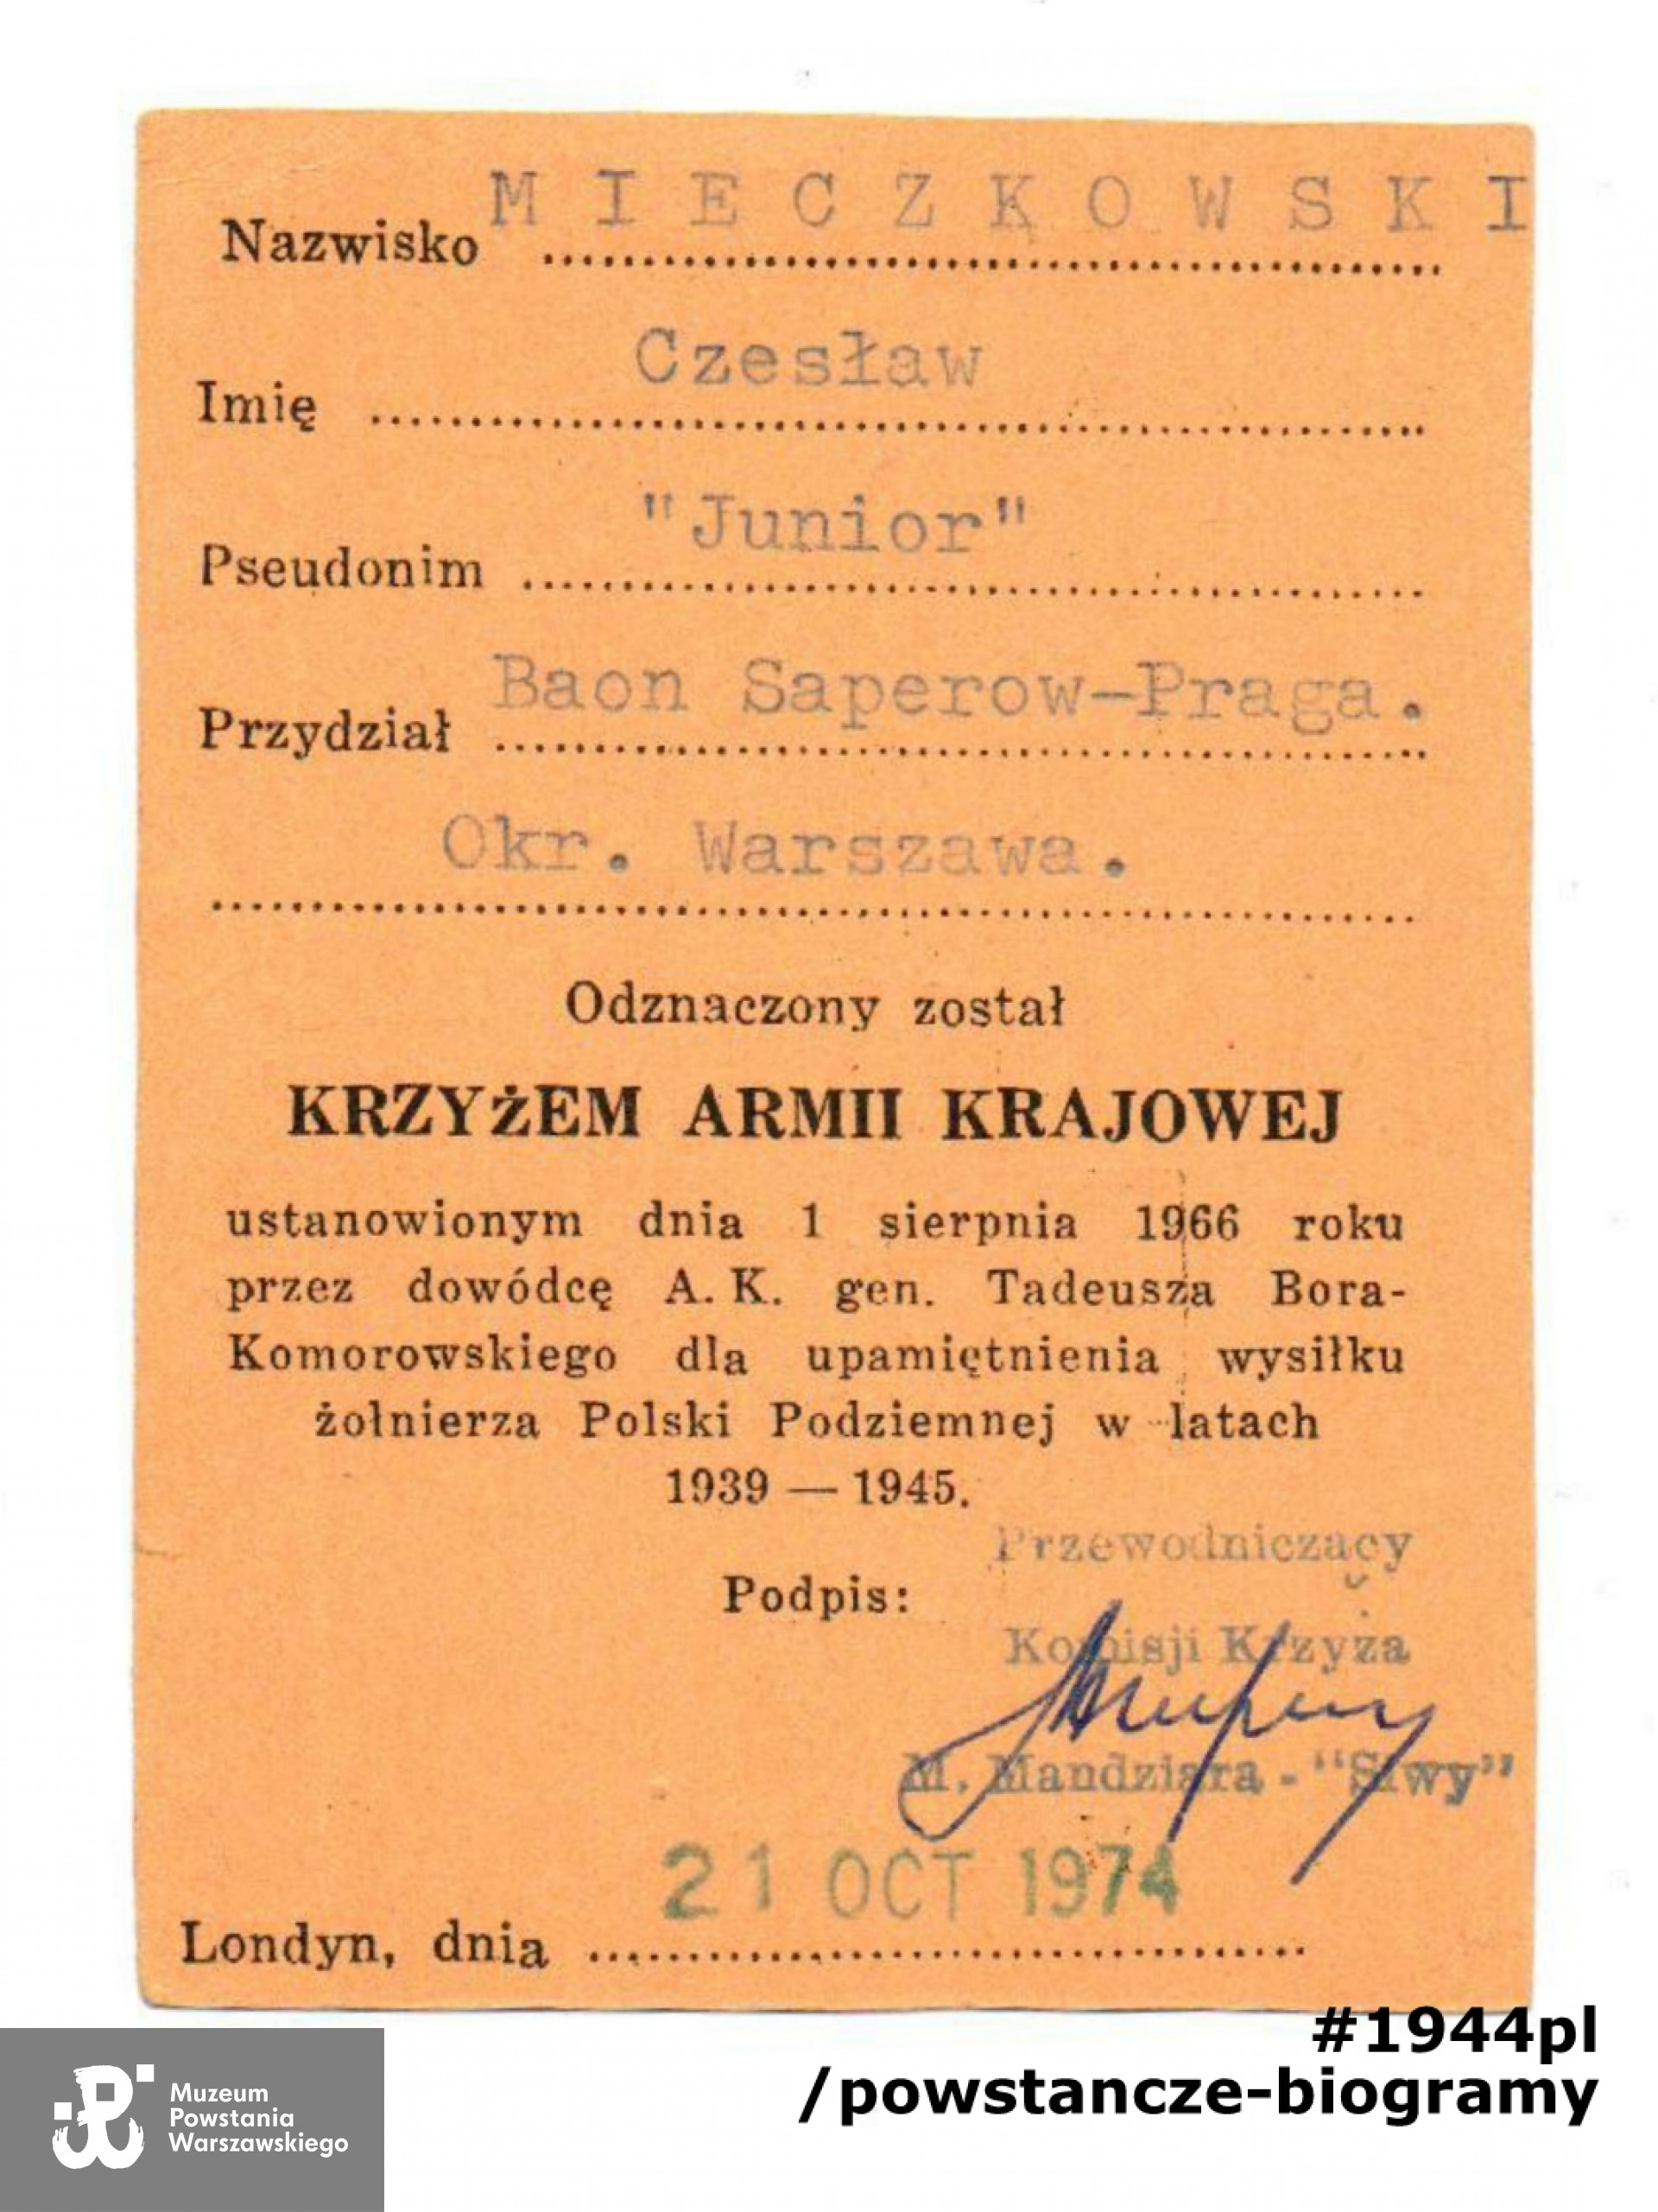 Nazwisko M I E C Z K O W S K I
Imię Czesław
Pseudonim "Junior"
Przydział Baon Saperow-Praga.
Okr. Warszawa.
Odznaczony został
KRZYŻEM ARMII KRAJOWEJ
ustanowionym dnia 1 sierpnia 1966 roku
przez dowódcę A. K. gen. Tadeusza Bora-
Komorowskiego dla upamiętnienia wysiłku
żołnierza Polski Podziemnej w latach
1939 — 1945.
Przewodniczący
Podpis:
Komisji Krzyża
M. Mandziara - "Siwy"
21 OCT 1974
Londyn, dnia
#1944pl
/powstancze-biogramy
Muzeum
Powstania
Warszawskiego